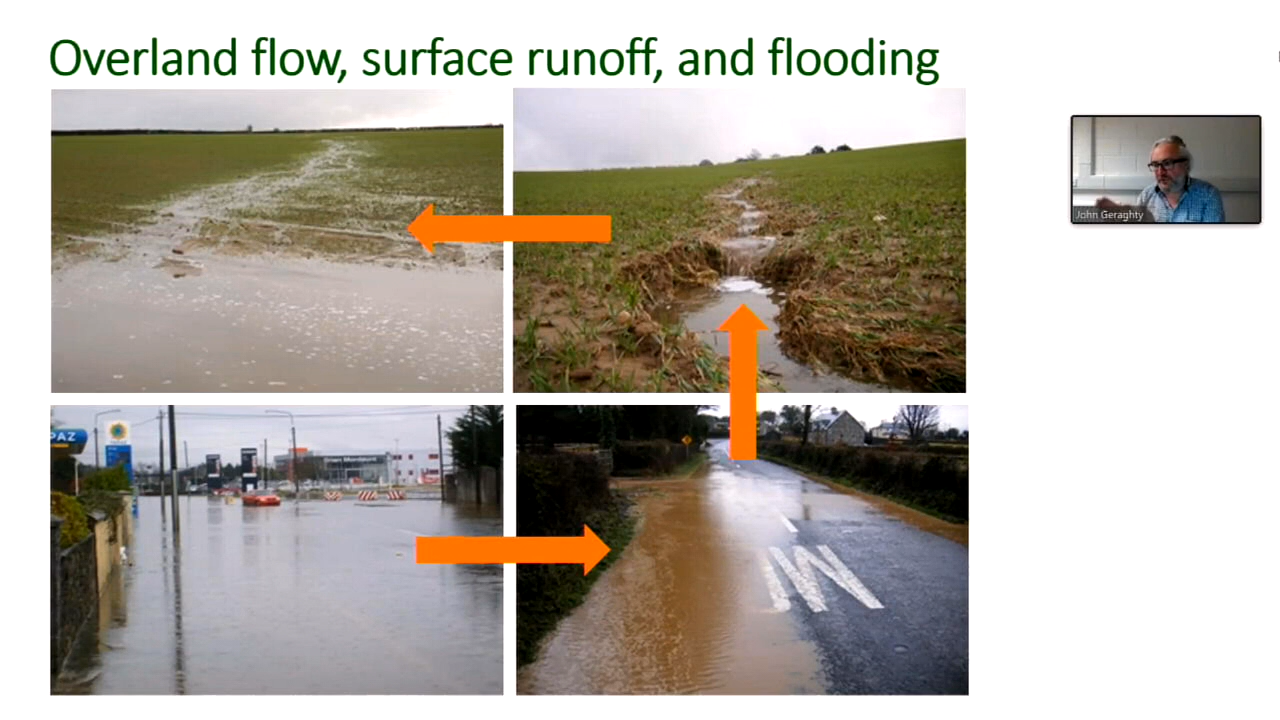 Overland flow, surface runoff, and flooding
John Geraghty
PAZ